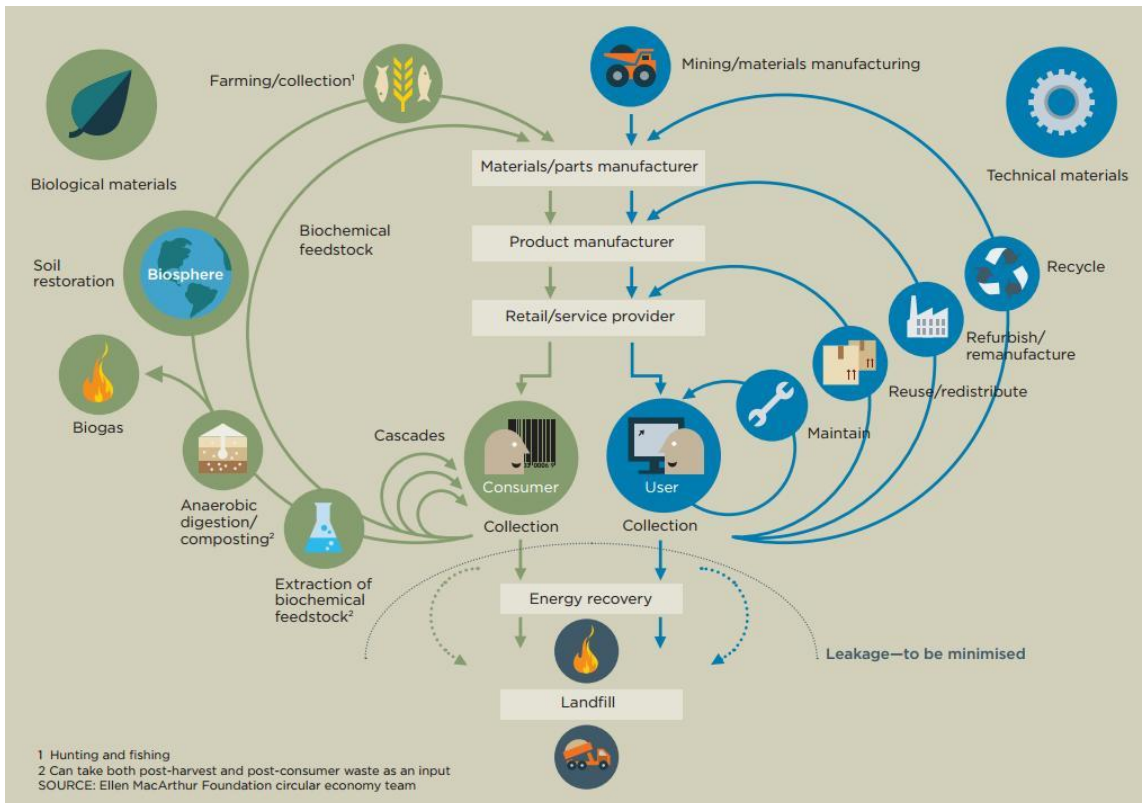 Farming/collection¹
Mining/materials manufacturing
Biological materials
Technical materials
Materials/parts manufacturer
Biochemical
feedstock
Product manufacturer
Soil
restoration
Biosphere
Recycle
Retail/service provider
Refurbish/
remanufacture
Reuse/redistribute
Biogas
Cascades
Maintain
Consumer
User
Anaerobic
digestion/
composting²
Collection
Collection
Extraction of
biochemical
feedstock²
Energy recovery
Leakage—to be minimised
Landfill
1 Hunting and fishing
2 Can take both post-harvest and post-consumer waste as an input
SOURCE: Ellen MacArthur Foundation circular economy team